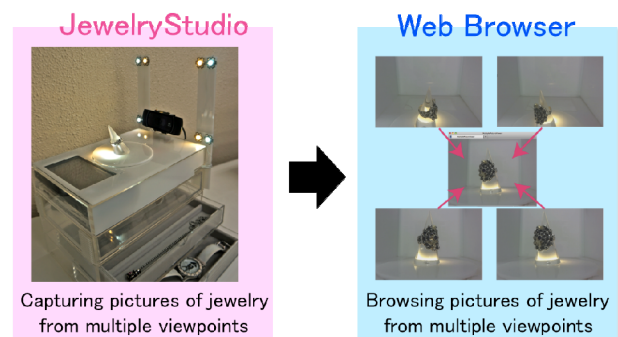 JewelryStudio
Web Browser
Capturing pictures of jewelry
from multiple viewpoints
Browsing pictures of jewelry
from multiple viewpoints